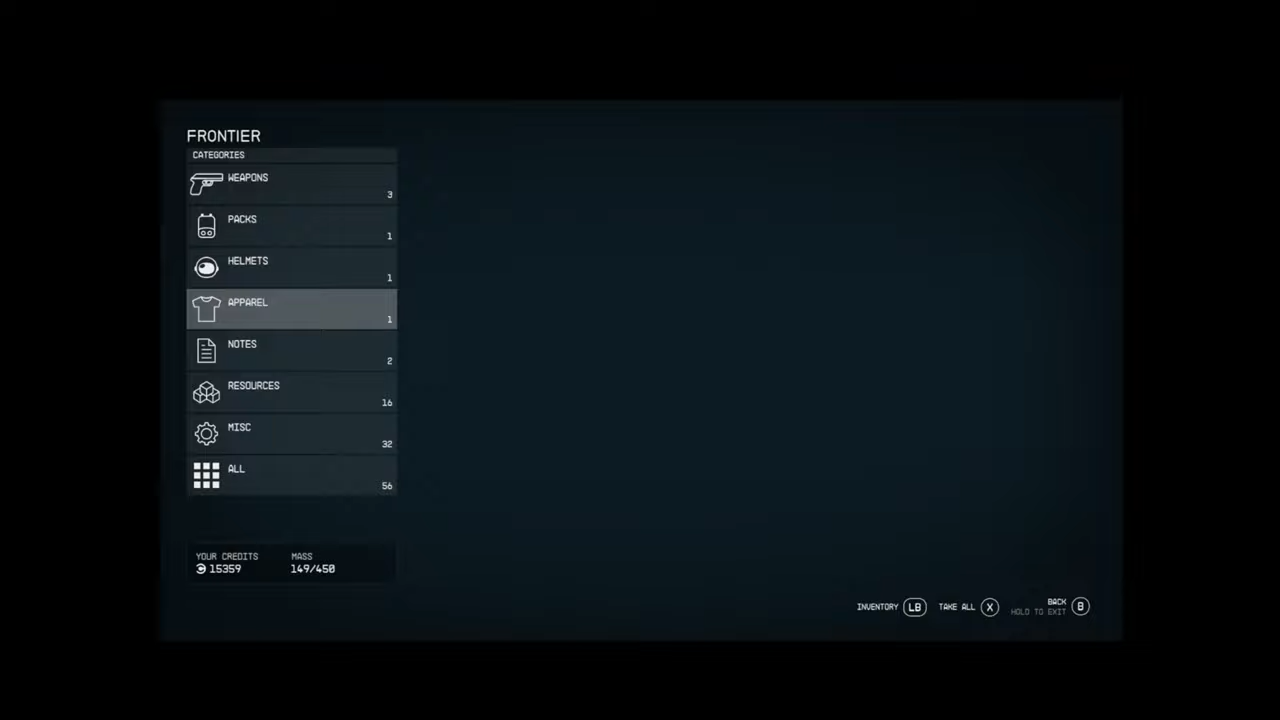 FRONTIER
CATEGORIES
WEAPONS
3
PACKS
1
HELMETS
1
APPAREL
1
NOTES
2
RESOURCES
16
MISC
32
ALL
56
YOUR CREDITS MASS
15359 149/450
INVENTORY LB TAKE ALL X BACK B
HOLD TO EXIT